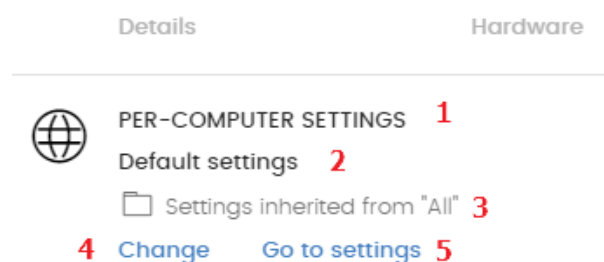 Details Hardware
PER-COMPUTER SETTINGS 1
Default settings 2
Settings inherited from "All" 3
4 Change Go to settings 5